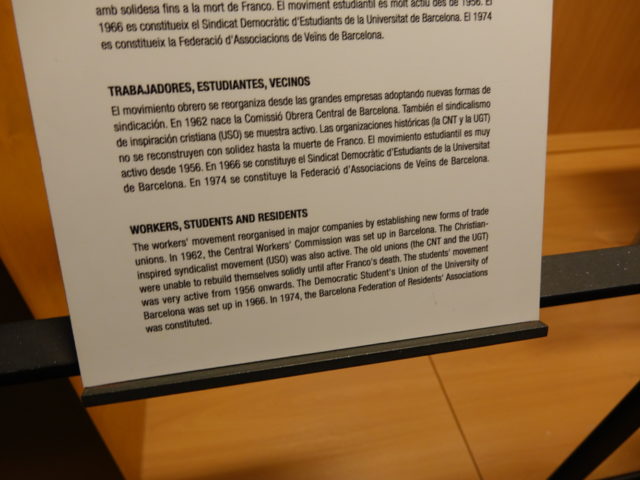 amb solidesa fins a la mort de Franco. El moviment estudiantil és molt actiu des de 1956. El
1966 es constitueix el Sindicat Democràtic d'Estudiants de la Universitat de Barcelona. El 1974
es constitueix la Federació d'Associacions de Veïns de Barcelona.
TRABAJADORES, ESTUDIANTES, VECINOS
El movimiento obrero se reorganiza desde las grandes empresas adoptando nuevas formas de
sindicación. En 1962 nace la Comissió Obrera Central de Barcelona. También el sindicalismo
de inspiración cristiana (USO) se muestra activo. Las organizaciones históricas (la CNT y la UGT)
no se reconstruyen con solidez hasta la muerte de Franco. El movimiento estudiantil es muy
activo desde 1956. En 1966 se constituye el Sindicat Democràtic d'Estudiants de la Universitat
de Barcelona. En 1974 se constituye la Federació d'Associacions de Veïns de Barcelona.
WORKERS, STUDENTS AND RESIDENTS
The workers' movement reorganised in major companies by establishing new forms of trade
unions. In 1962, the Central Workers' Commission was set up in Barcelona. The Christian-
inspired syndicalist movement (USO) was also active. The old unions (the CNT and the UGT)
were unable to rebuild themselves solidly until after Franco's death. The students' movement
was very active from 1956 onwards. The Democratic Student's Union of the University of
Barcelona was set up in 1966. In 1974, the Barcelona Federation of Residents' Associations
was constituted.